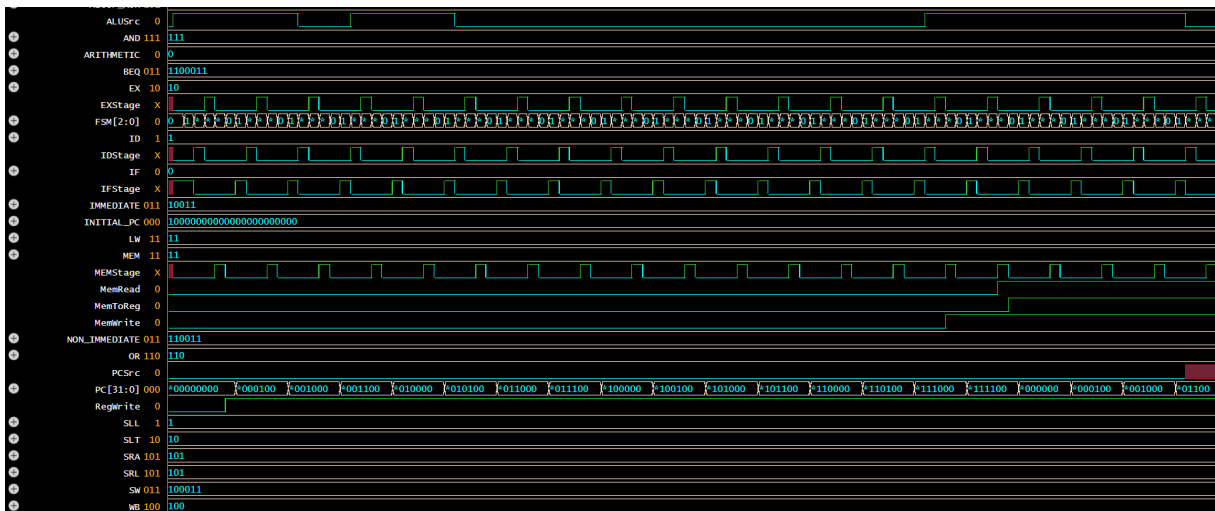 ALUSrc 0
AND 111 111
ARITHMETIC 0 0
BEQ 011 1100011
EX 10 10
EXStage X
FSM[2:0] 0 0
ID 1 1
IDStage X
IF 0 0
IFStage X
IMMEDIATE 011 10011
INITIAL_PC 000 1000000000000000000000
LW 11 11
MEM 11 11
MEMStage X
MemRead 0
MemToReg 0
MemWrite 0
NON_IMMEDIATE 011 110011
OR 110 110
PCSrc 0
PC[31:0] 000 *00000000 *000100 *001000 *001100 *010000 *010100 *011000 *011100 *100000 *100100 *101000 *101100 *110000 *110100 *111000 *111100 *000000 *000100 *001000 *01100
RegWrite 0
SLL 1 1
SLT 10 10
SRA 101 101
SRL 101 101
SW 011 100011
WB 100 100